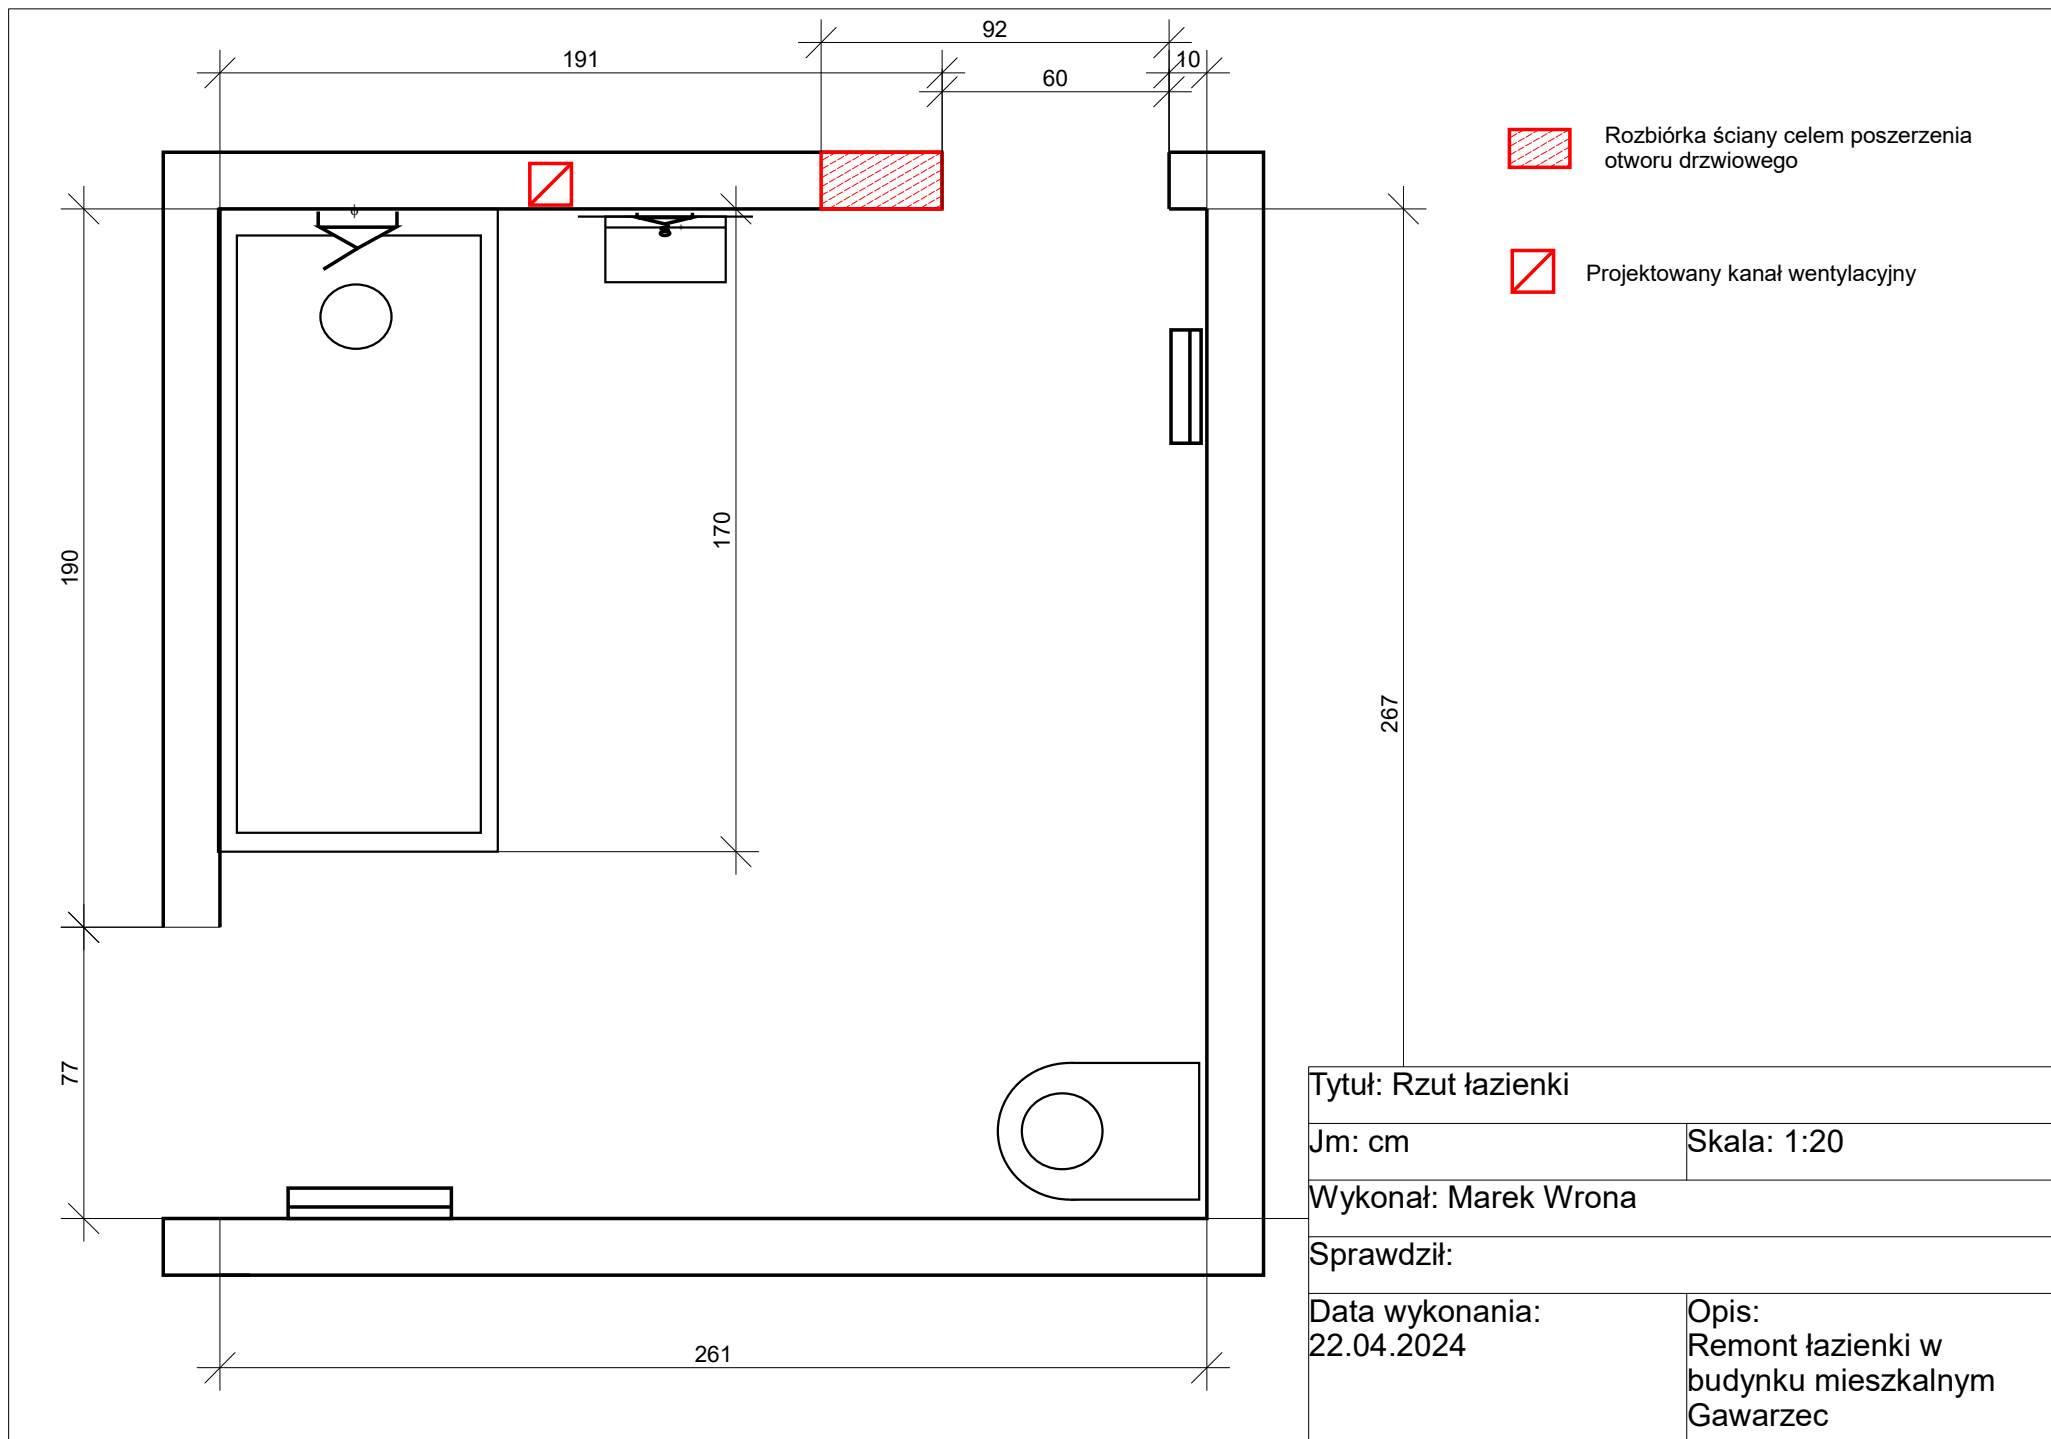 92
191
10
60
Rozbiórka ściany celem poszerzenia
otworu drzwiowego
Projektowany kanał wentylacyjny
170
190
267
77
261
Tytuł: Rzut łazienki
Jm: cm
Skala: 1:20
Wykonał: Marek Wrona
Sprawdził:
Data wykonania:
22.04.2024
Opis:
Remont łazienki w
budynku mieszkalnym
Gawarzec